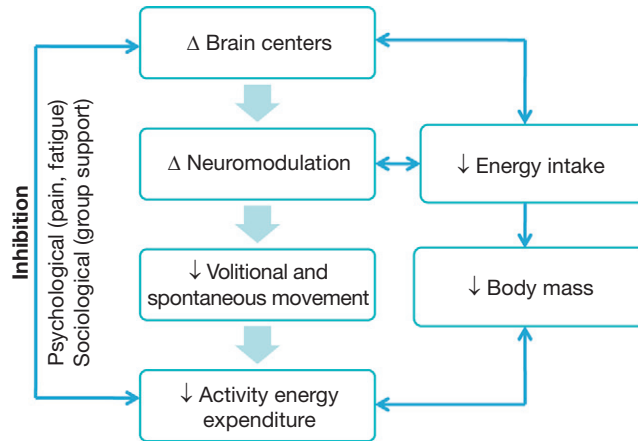 Δ Brain centers
Inhibition
Psychological (pain, fatigue)
Sociological (group support)
Δ Neuromodulation
↓ Energy intake
↓ Volitional and
spontaneous movement
↓ Body mass
↓ Activity energy
expenditure